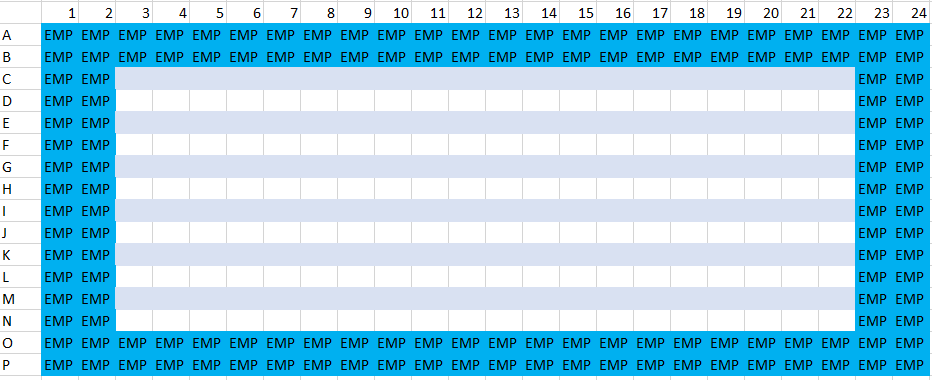 1 2 3 4 5 6 7 8 9 10 11 12 13 14 15 16 17 18 19 20 21 22 23 24
A EMP EMP EMP EMP EMP EMP EMP EMP EMP EMP EMP EMP EMP EMP EMP EMP EMP EMP EMP EMP EMP EMP EMP EMP
B EMP EMP EMP EMP EMP EMP EMP EMP EMP EMP EMP EMP EMP EMP EMP EMP EMP EMP EMP EMP EMP EMP EMP EMP
C EMP EMP EMP EMP
D EMP EMP EMP EMP
E EMP EMP EMP EMP
F EMP EMP EMP EMP
G EMP EMP EMP EMP
H EMP EMP EMP EMP
I EMP EMP EMP EMP
J EMP EMP EMP EMP
K EMP EMP EMP EMP
L EMP EMP EMP EMP
M EMP EMP EMP EMP
N EMP EMP EMP EMP
O EMP EMP EMP EMP EMP EMP EMP EMP EMP EMP EMP EMP EMP EMP EMP EMP EMP EMP EMP EMP EMP EMP EMP EMP
P EMP EMP EMP EMP EMP EMP EMP EMP EMP EMP EMP EMP EMP EMP EMP EMP EMP EMP EMP EMP EMP EMP EMP EMP